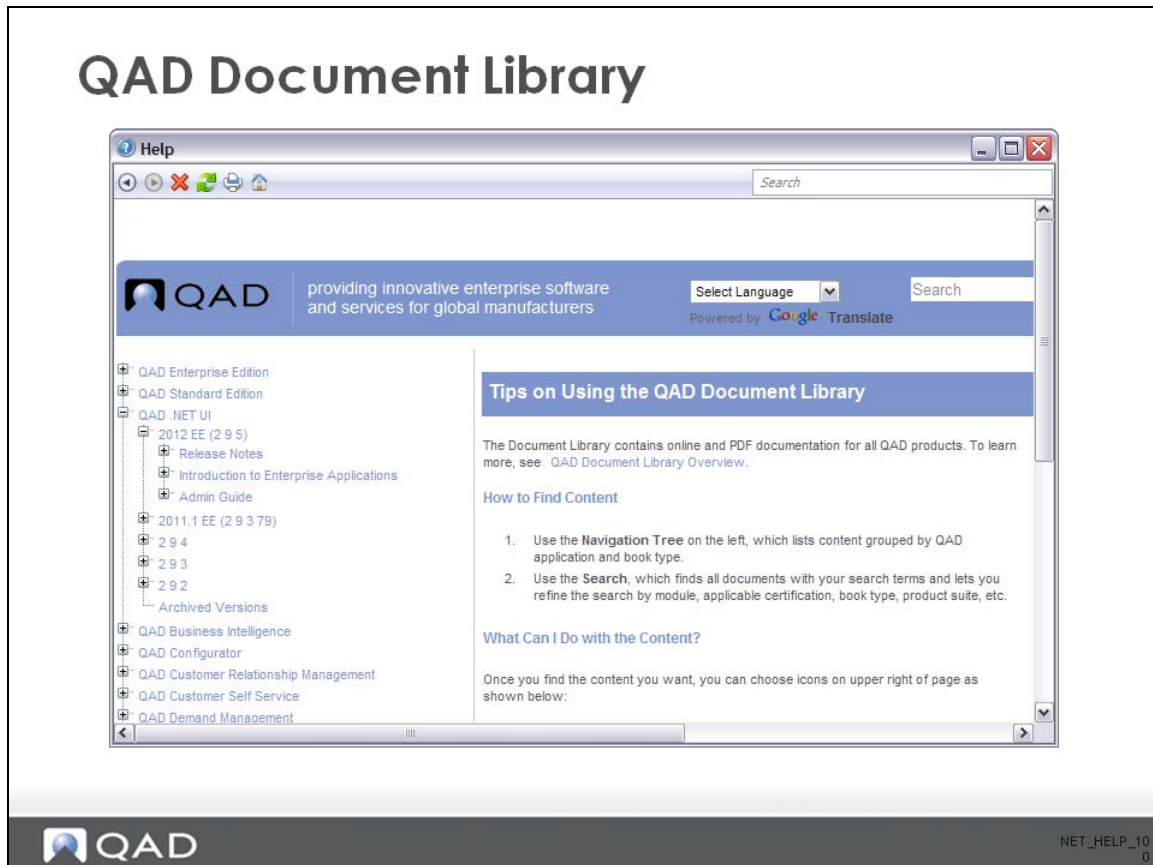 QAD Document Library
Help
Search
QAD
providing innovative enterprise software
and services for global manufacturers
Select Language
Search
Powered by Google Translate
QAD Enterprise Edition
QAD Standard Edition
QAD .NET UI
2012 EE (2 9 5)
Release Notes
Introduction to Enterprise Applications
Admin Guide
2011.1 EE (2 9 3 79)
2 9 4
2 9 3
2 9 2
Archived Versions
QAD Business Intelligence
QAD Configurator
QAD Customer Relationship Management
QAD Customer Self Service
QAD Demand Management
Tips on Using the QAD Document Library
The Document Library contains online and PDF documentation for all QAD products. To learn
more, see QAD Document Library Overview.
How to Find Content
1. Use the Navigation Tree on the left, which lists content grouped by QAD
application and book type.
2. Use the Search, which finds all documents with your search terms and lets you
refine the search by module, applicable certification, book type, product suite, etc.
What Can I Do with the Content?
Once you find the content you want, you can choose icons on upper right of page as
shown below:
QAD
NET_HELP_10
0